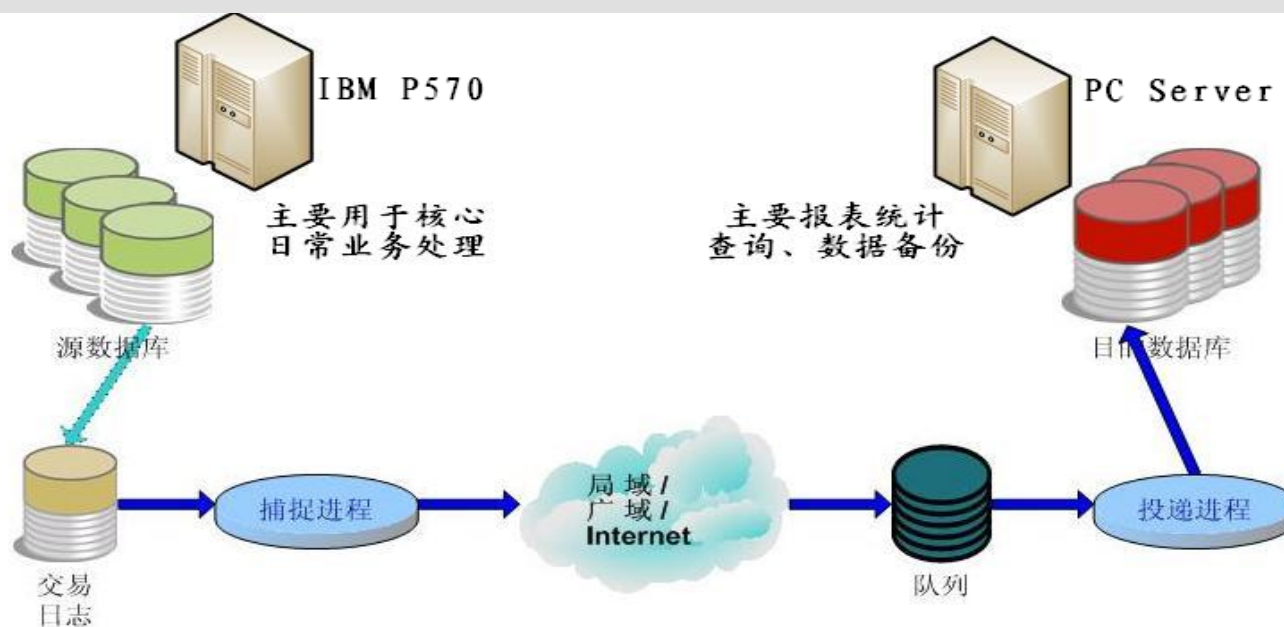 IBM P570
PC Server
主要用于核心
日常业务处理
主要报表统计
查询、数据备份
源数据库
目的数据库
捕捉进程
局域/
广域/
Internet
投递进程
交易
日志
队列